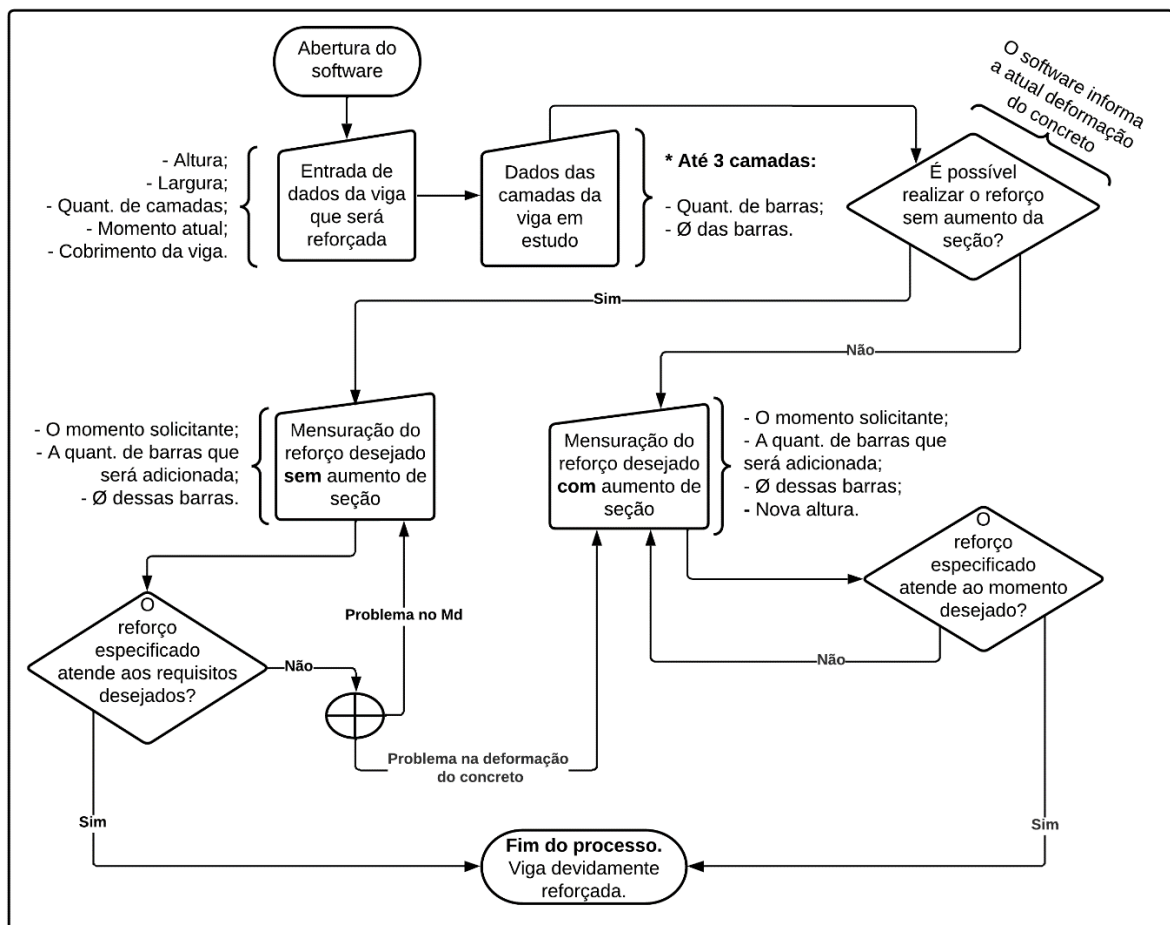 Abertura do
software
O software informa
a atual deformação
do concreto
- Altura;
- Largura;
- Quant. de camadas;
- Momento atual;
- Cobrimento da viga.
Entrada de
dados da viga
que será
reforçada
Dados das
camadas da
viga em
estudo
* Até 3 camadas:
- Quant. de barras;
- Ø das barras.
É possível
realizar o reforço
sem aumento da
seção?
Sim
Não
- O momento solicitante;
- A quant. de barras que
será adicionada;
- Ø dessas barras.
Mensuração do
reforço desejado
sem aumento de
seção
Mensuração do
reforço desejado
com aumento de
seção
- O momento solicitante;
- A quant. de barras que
será adicionada;
- Ø dessas barras;
- Nova altura.
O
reforço
especificado
atende aos requisitos
desejados?
Não
Problema no Md
Problema na deformação
do concreto
O
reforço
especificado
atende ao momento
desejado?
Não
Sim
Sim
Fim do processo.
Viga devidamente
reforçada.